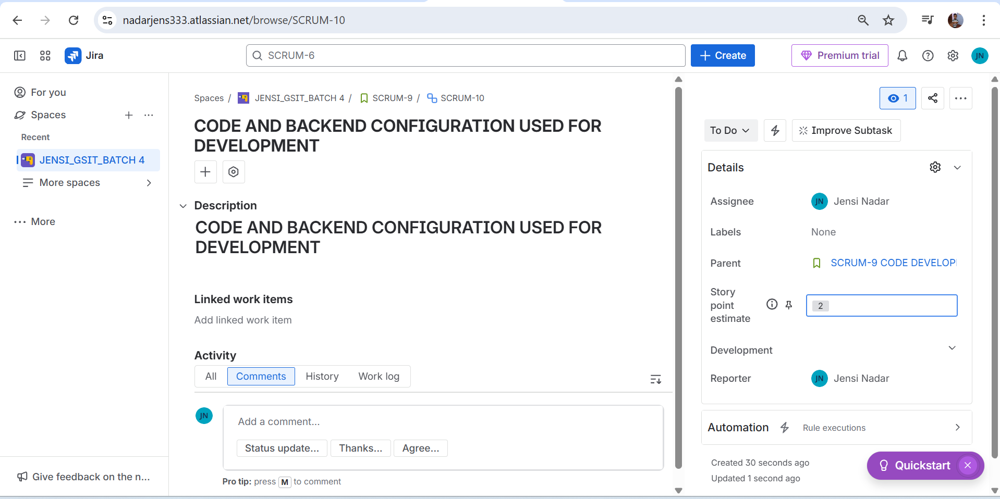 nadarjens333.atlassian.net/browse/SCRUM-10
Jira
SCRUM-6
Create
Premium trial
JN
For you
Spaces
Recent
JENSI_GSIT_BATCH 4
More spaces
More
Give feedback on the n...
Spaces / JENSI_GSIT_BATCH 4 / SCRUM-9 / SCRUM-10
CODE AND BACKEND CONFIGURATION USED FOR
DEVELOPMENT
Description
CODE AND BACKEND CONFIGURATION USED FOR
DEVELOPMENT
Linked work items
Add linked work item
Activity
All Comments History Work log
JN
Add a comment...
Status update... Thanks... Agree...
Pro tip: press M to comment
1
To Do
Improve Subtask
Details
Assignee JN Jensi Nadar
Labels None
Parent SCRUM-9 CODE DEVELOP
Story
point
estimate
2
Development
Reporter JN Jensi Nadar
Automation Rule executions
Created 30 seconds ago
Updated 1 second ago
Quickstart